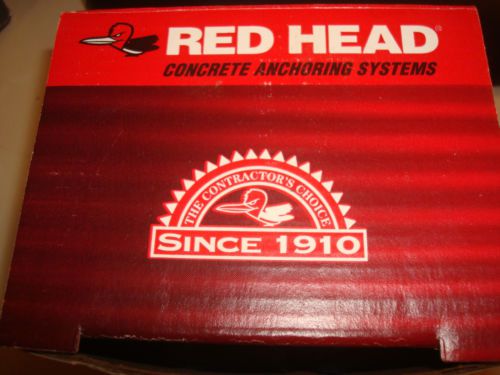 RED HEAD®
CONCRETE ANCHORING SYSTEMS
THE CONTRACTOR'S CHOICE
SINCE 1910